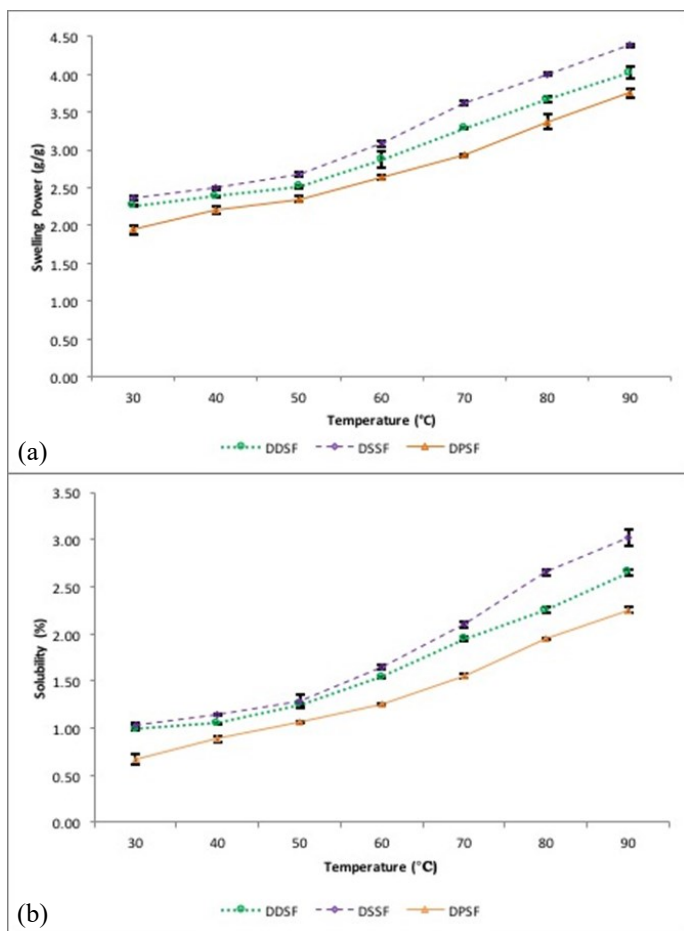 4.50
4.00
3.50
3.00
2.50
2.00
1.50
1.00
0.50
0.00
Swelling Power (g/g)
30 40 50 60 70 80 90
Temperature (°C)
(a)
DDSF DSSF DPSF
3.50
3.00
2.50
2.00
1.50
1.00
0.50
0.00
Solubility (%)
30 40 50 60 70 80 90
Temperature (°C)
(b)
DDSF DSSF DPSF